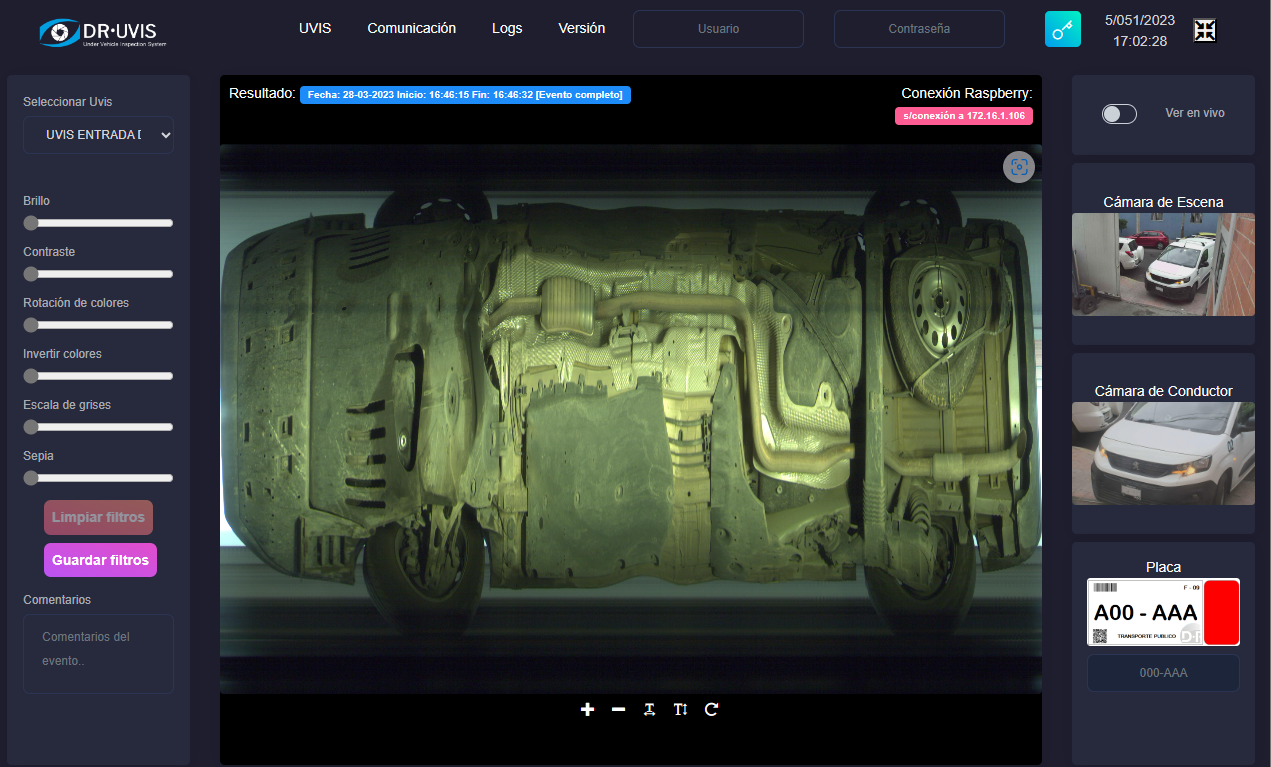 DR·UVIS
Under Vehicle Inspection System
UVIS
Comunicación
Logs
Versión
Usuario
Contraseña
5/051/2023
17:02:28
Seleccionar Uvis
UVIS ENTRADA
Brillo
Contraste
Rotación de colores
Invertir colores
Escala de grises
Sepia
Limpiar filtros
Guardar filtros
Comentarios
Comentarios del
evento..
Resultado: Fecha: 28-03-2023 Inicio: 16:46:15 Fin: 16:46:32 [Evento completo]
Conexión Raspberry:
s/conexión a 172.16.1.106
Ver en vivo
Cámara de Escena
Cámara de Conductor
Placa
F - 09
A00 - AAA
TRANSPORTE PUBLICO
000-AAA